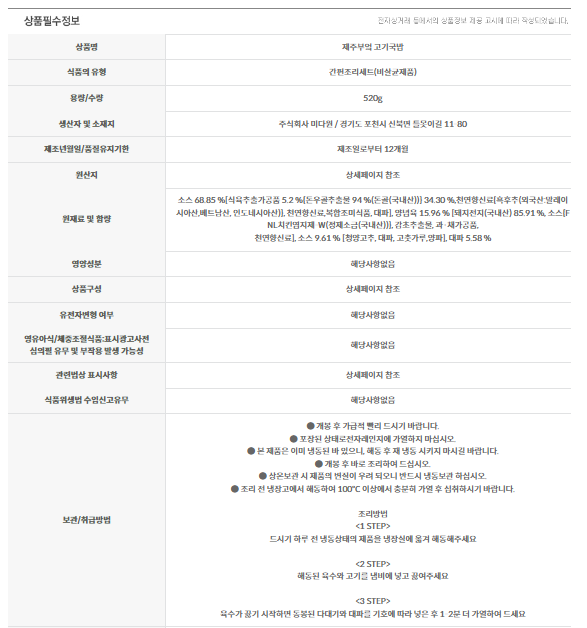 상품필수정보
전자상거래 등에서의 상품정보 제공 고시에 따라 작성되었습니다.
상품명
제주부엌 고기국밥
식품의 유형
간편조리세트(비살균제품)
용량/수량
520g
생산자 및 소재지
주식회사 미다원 / 경기도 포천시 신북면 틀못이길 11-80
제조년월일/품질유지기한
제조일로부터 12개월
원산지
상세페이지 참조
원재료 및 함량
소스 68.85 %[식육추출가공품 5.2 %{돈우골추출물 94 %(돈골(국내산))} 34.30 %,천연향신료[흑후추(외국산:말레이
시아산,베트남산, 인도네시아산)], 천연향신료,복합조미식품, 대파], 양념육 15.96 % [돼지전지(국내산) 85.91 %, 소스[F
NL치킨염지제-W(정제소금(국내산))], 감초추출물, 과·채가공품,
천연향신료], 소스 9.61 % [청양고추, 대파, 고춧가루,양파], 대파 5.58 %
영양성분
해당사항없음
상품구성
상세페이지 참조
유전자변형 여부
해당사항없음
영유아식/체중조절식품:표시광고사전
심의필 유무 및 부작용 발생 가능성
해당사항없음
관련법상 표시사항
상세페이지 참조
식품위생법 수입신고유무
해당사항없음
보관/취급방법
● 개봉 후 가급적 빨리 드시기 바랍니다.
● 포장된 상태로전자레인지에 가열하지 마십시오.
● 본 제품은 이미 냉동된 바 있으니, 해동 후 재 냉동 시키지 마시길 바랍니다.
● 개봉 후 바로 조리하여 드십시오.
● 상온보관 시 제품의 변질이 우려 되오니 반드시 냉동보관 하십시오.
● 조리 전 냉장고에서 해동하여 100℃ 이상에서 충분히 가열 후 섭취하시기 바랍니다.
조리방법
<1 STEP>
드시기 하루 전 냉동상태의 제품을 냉장실에 옮겨 해동해주세요
<2 STEP>
해동된 육수와 고기를 냄비에 넣고 끓여주세요
<3 STEP>
육수가 끓기 시작하면 동봉된 다대기와 대파를 기호에 따라 넣은 후 1-2분 더 가열하여 드세요